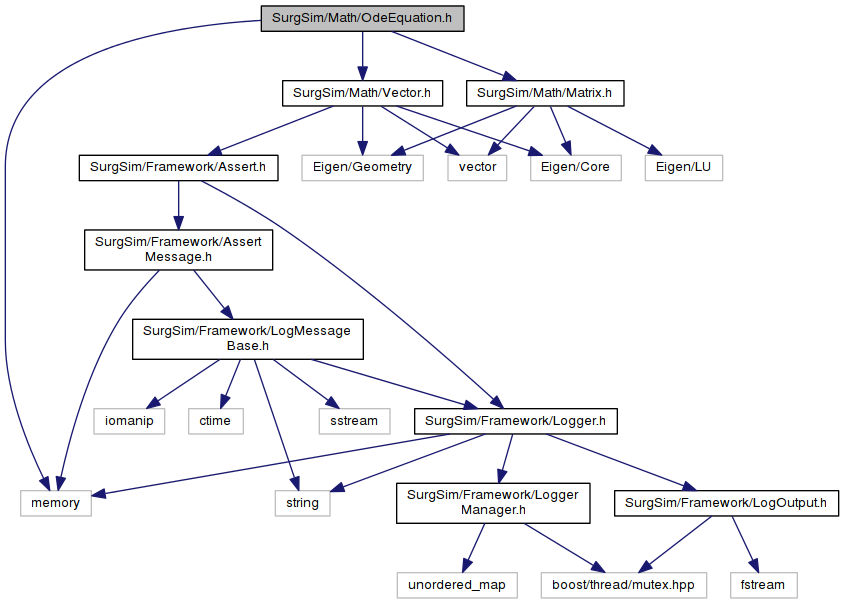 SurgSim/Math/OdeEquation.h
SurgSim/Math/Vector.h
SurgSim/Math/Matrix.h
SurgSim/Framework/Assert.h
Eigen/Geometry
vector
Eigen/Core
Eigen/LU
SurgSim/Framework/Assert
Message.h
SurgSim/Framework/LogMessage
Base.h
iomanip
ctime
sstream
SurgSim/Framework/Logger.h
memory
string
SurgSim/Framework/Logger
Manager.h
SurgSim/Framework/LogOutput.h
unordered_map
boost/thread/mutex.hpp
fstream